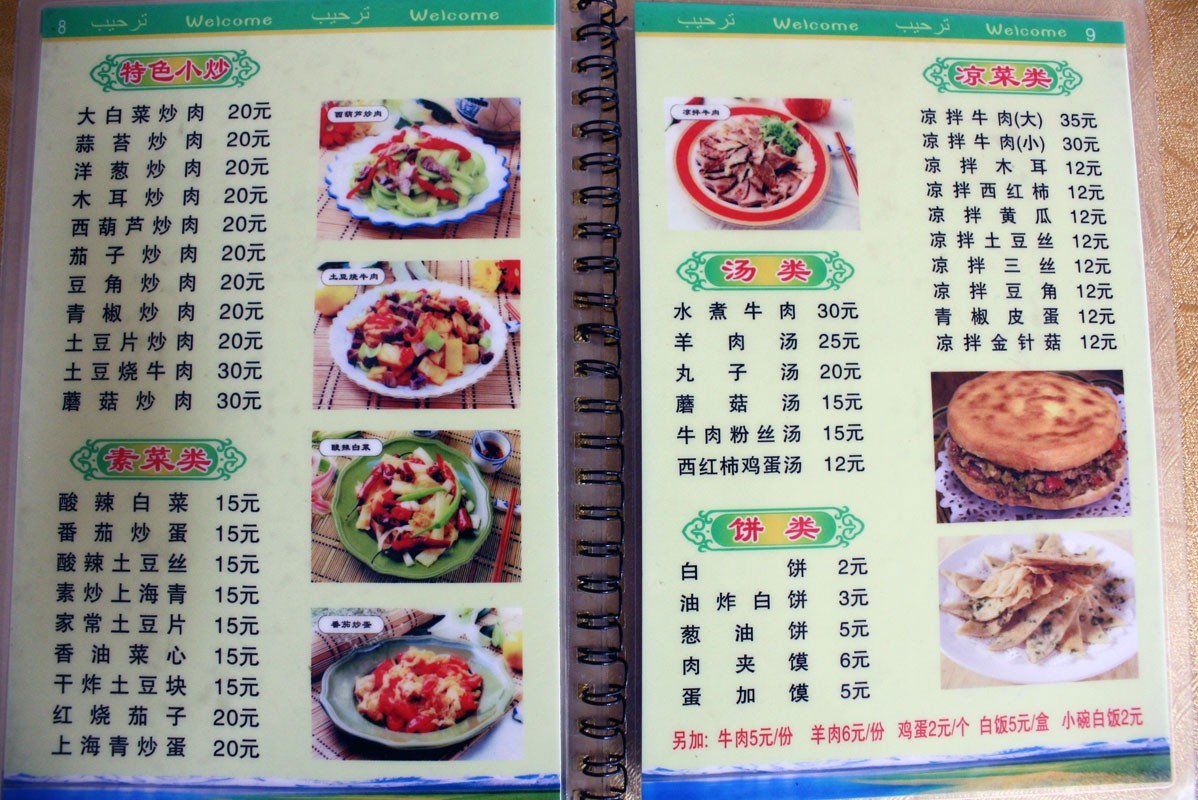 8 ترحيب Welcome ترحيب Welcome
特色小炒
大白菜炒肉 20元
蒜苔炒肉 20元
洋葱炒肉 20元
木耳炒肉 20元
西葫芦炒肉 20元
茄子炒肉 20元
豆角炒肉 20元
青椒炒肉 20元
土豆片炒肉 20元
土豆烧牛肉 30元
蘑菇炒肉 30元
素菜类
酸辣白菜 15元
番茄炒蛋 15元
酸辣土豆丝 15元
素炒上海青 15元
家常土豆片 15元
香油菜心 15元
干炸土豆块 15元
红烧茄子 20元
上海青炒蛋 20元
西葫芦炒肉
土豆烧牛肉
酸辣白菜
番茄炒蛋
ترحيب Welcome ترحيب Welcome 9
凉拌牛肉
汤类
水煮牛肉 30元
羊肉汤 25元
丸子汤 20元
蘑菇汤 15元
牛肉粉丝汤 15元
西红柿鸡蛋汤 12元
饼类
白饼 2元
油炸白饼 3元
葱油饼 5元
肉夹馍 6元
蛋加馍 5元
凉菜类
凉拌牛肉(大) 35元
凉拌牛肉(小) 30元
凉拌木耳 12元
凉拌西红柿 12元
凉拌黄瓜 12元
凉拌土豆丝 12元
凉拌三丝 12元
凉拌豆角 12元
青椒皮蛋 12元
凉拌金针菇 12元
另加: 牛肉5元/份 羊肉6元/份 鸡蛋2元/个 白饭5元/盒 小碗白饭2元